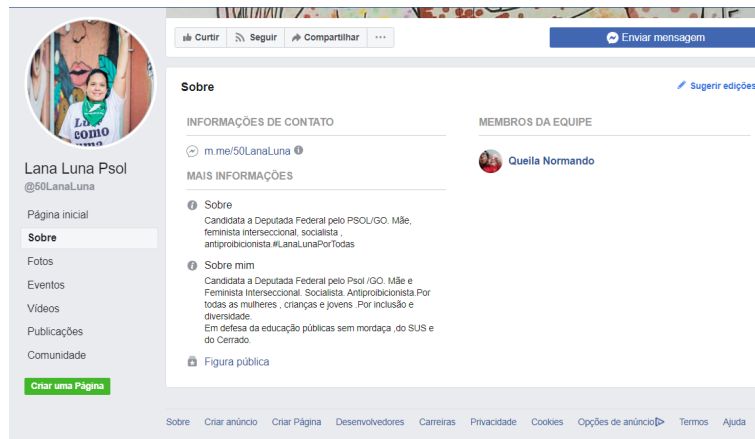 Curtir Seguir Compartilhar ... Enviar mensagem
Sobre
Sugerir edições
INFORMAÇÕES DE CONTATO
m.me/50LanaLuna
MAIS INFORMAÇÕES
Sobre
Candidata a Deputada Federal pelo PSOL/GO. Mãe,
feminista interseccional, socialista ,
antiproibicionista.#LanaLunaPorTodas
Sobre mim
Candidata a Deputada Federal pelo Psol /GO. Mãe e
Feminista Interseccional. Socialista. Antiproibicionista.Por
todas as mulheres , crianças e jovens .Por inclusão e
diversidade.
Em defesa da educação públicas sem mordaça ,do SUS e
do Cerrado.
Figura pública
MEMBROS DA EQUIPE
Queila Normando
como
Lana Luna Psol
@50LanaLuna
Página inicial
Sobre
Fotos
Eventos
Vídeos
Publicações
Comunidade
Criar uma Página
Sobre Criar anúncio Criar Página Desenvolvedores Carreiras Privacidade Cookies Opções de anúncio Termos Ajuda